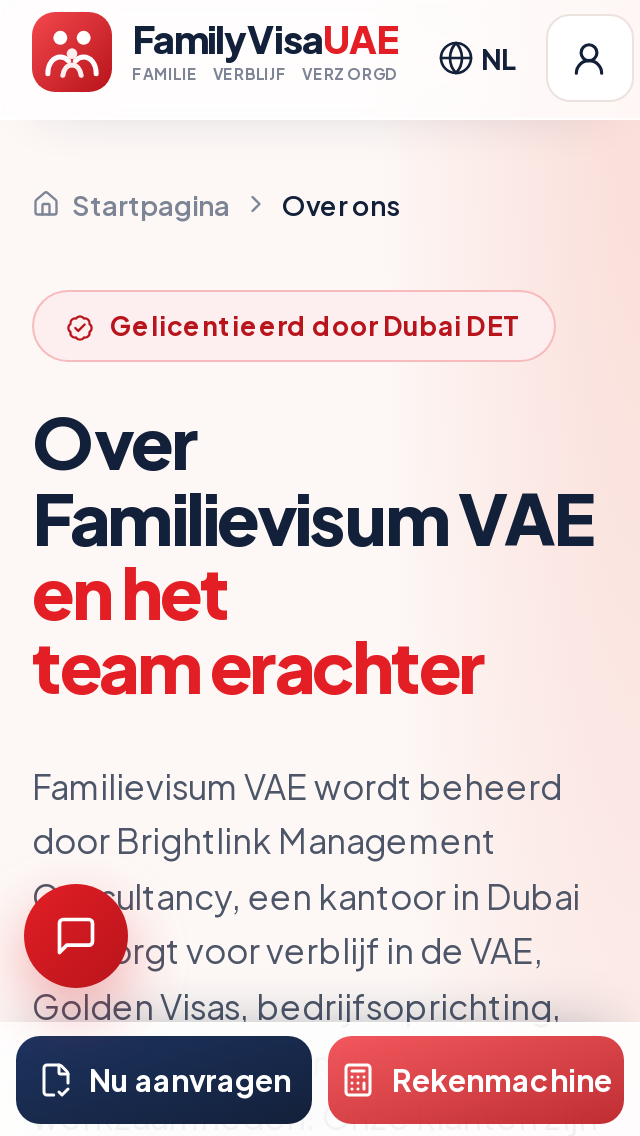 FamilyVisaUAE
FAMILIE VERBLIJF VERZORGD
NL
Startpagina > Over ons
Gelicentieerd door Dubai DET
Over
Familievisum VAE
en het
team erachter
Familievisum VAE wordt beheerd
door Brightlink Management
een kantoor in Dubai
voor verblijf in de VAE,
Golden Visas, bedrijfsoprichting,
Nu aanvragen
Rekenmachine